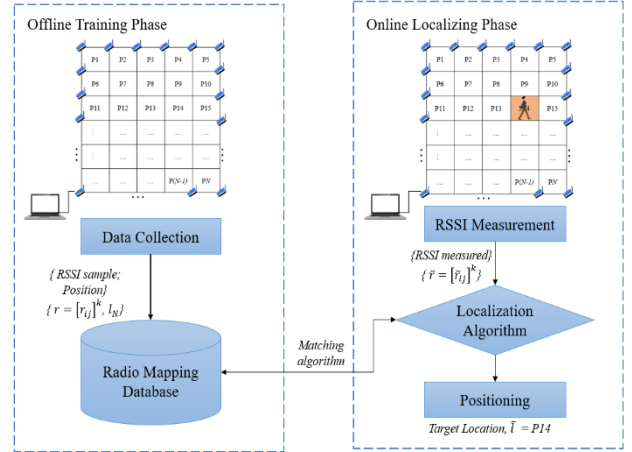 Offline Training Phase
P1 P2 P3 P4 P5
P6 P7 P8 P9 P10
P11 P12 P13 P14 P15
⋮ ... ... ... ...
⋮ ... ... ... ...
... ... ... P(N-1) PN
...
Data Collection
{ RSSI sample;
Position}
{ r = [r_ij]^k, l_N}
Radio Mapping
Database
Matching
algorithm
Online Localizing Phase
P1 P2 P3 P4 P5
P6 P7 P8 P9 P10
P11 P12 P13 P15
⋮ ... ... ... ...
⋮ ... ... ... ...
... ... ... P(N-1) PN
...
RSSI Measurement
{RSSI measured}
{ r̄ = [r̄_ij]^k}
Localization
Algorithm
Positioning
Target Location, l̄ = P14